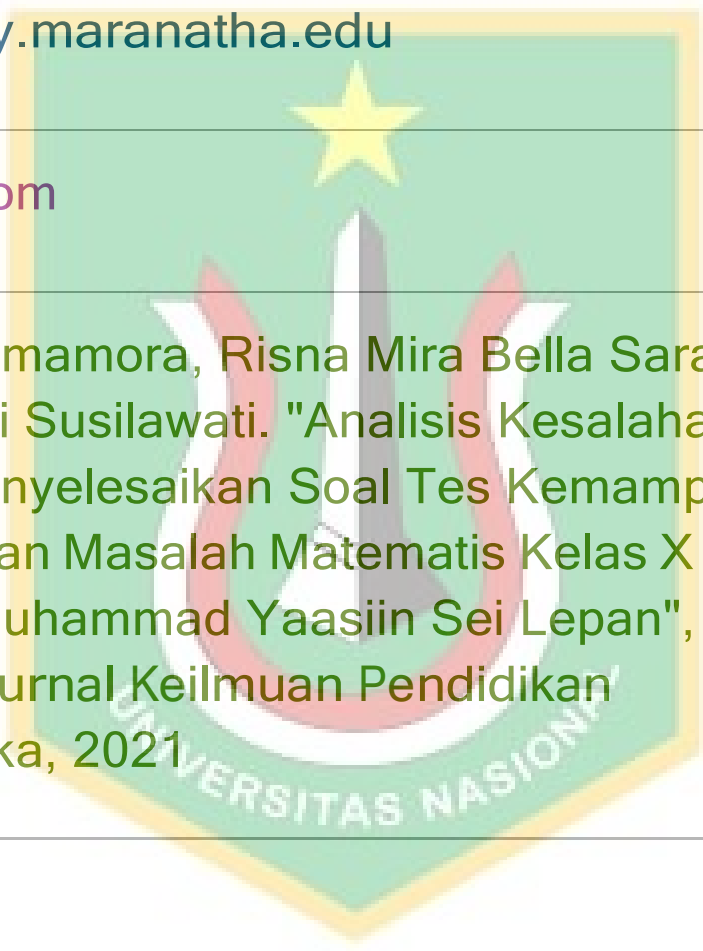 y.maranatha.edu
om
mamora, Risna Mira Bella Sara
i Susilawati. "Analisis Kesalaha
nyelesaikan Soal Tes Kemamp
an Masalah Matematis Kelas X
uhammad Yaasiin Sei Lepan",
urnal Keilmuan Pendidikan
ka, 2021
UNIVERSITAS NASIONAL